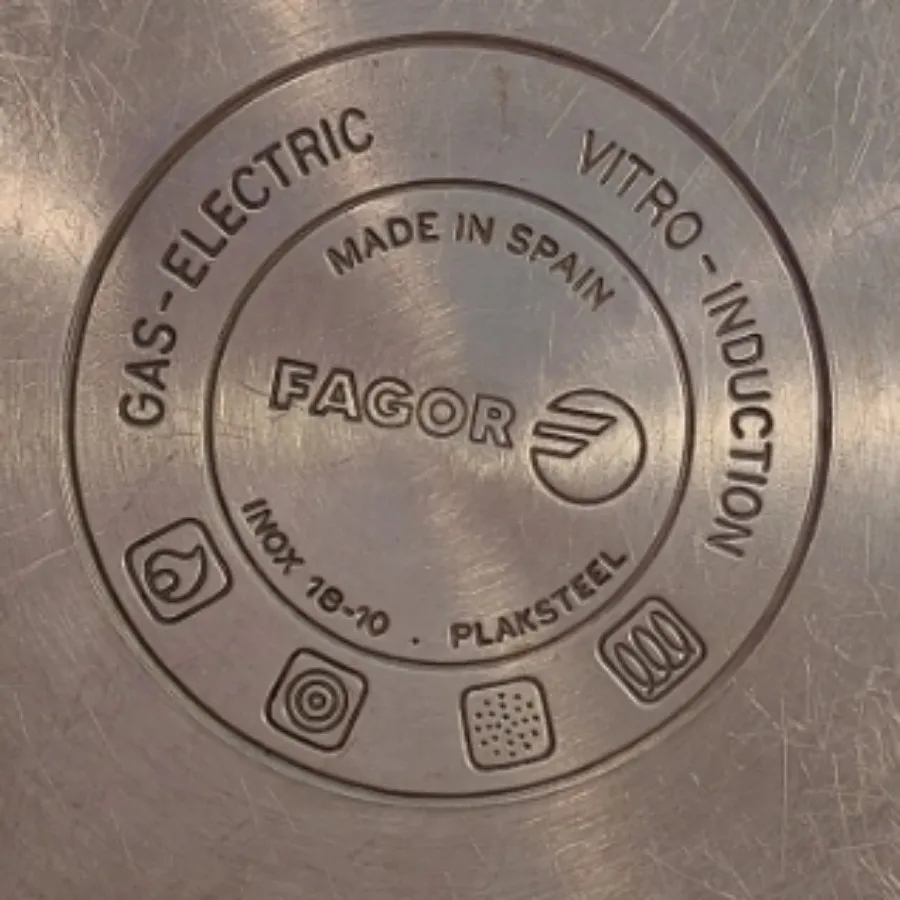 GAS-ELECTRIC
VITRO-INDUCTION
MADE IN SPAIN
FAGOR
INOX 18-10 . PLAKSTEEL